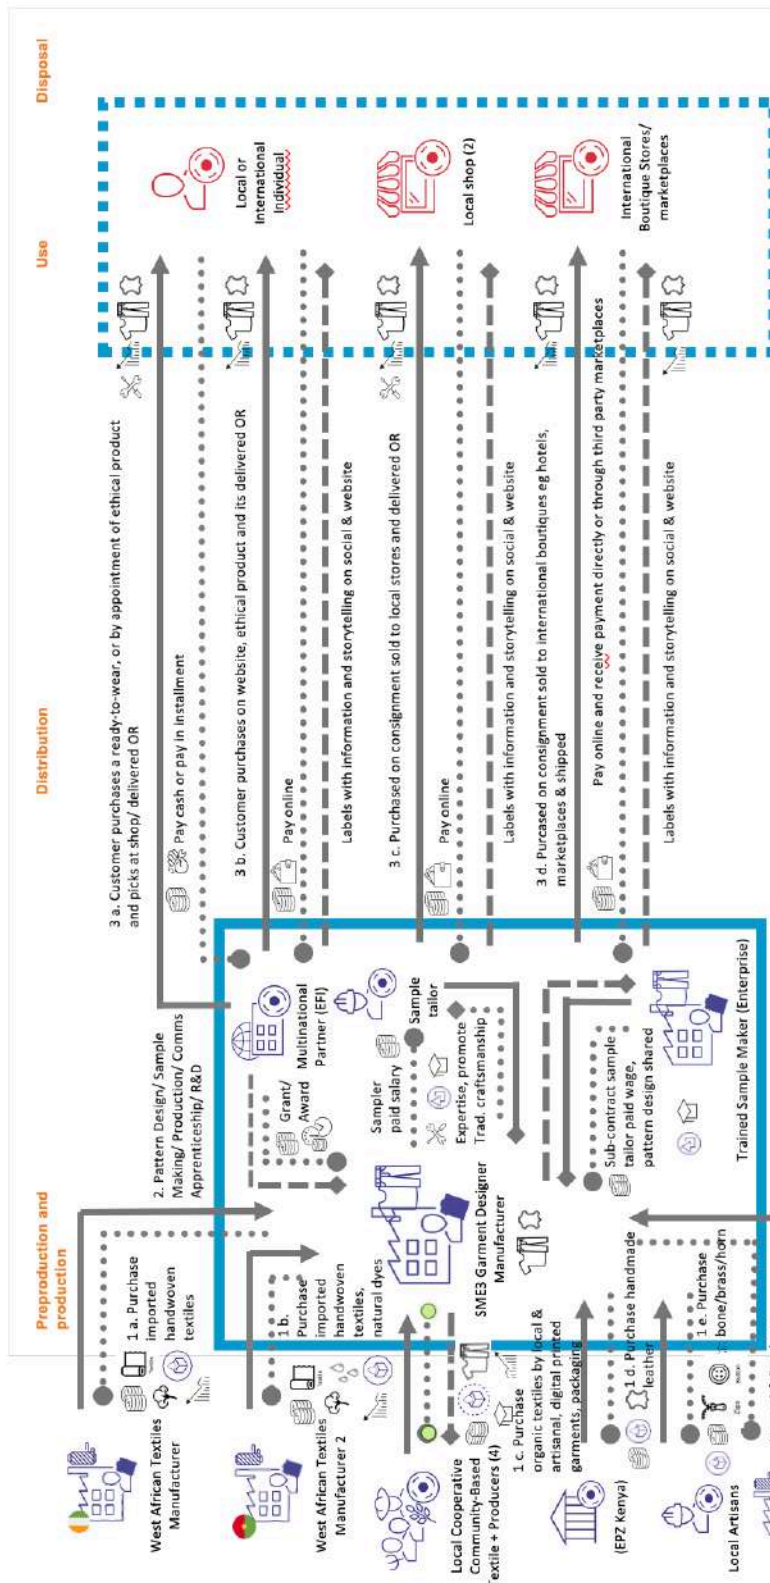 Preproduction and
production
Distribution
Use
Disposal
West African Textiles
Manufacturer
1 a. Purchase
imported
handwoven
textiles
2. Pattern Design/ Sample
Making/ Production/ Comms
Apprenticeship/ R&D
3 a. Customer purchases a ready-to-wear, or by appointment of ethical product
and picks at shop/ delivered OR
Pay cash or pay in installment
Local or
International
Individual
West African Textiles
Manufacturer 2
1 b.
Purchase
imported
handwoven
textiles,
natural dyes
Grant/
Award
Multinational
Partner (EFI)
3 b. Customer purchases on website, ethical product and its delivered OR
Pay online
Labels with information and storytelling on social & website
Sampler
paid salary
Sample
tailor
Expertise, promote
Trad. craftsmanship
3 c. Purchased on consignment sold to local stores and delivered OR
Pay online
Labels with information and storytelling on social & website
Local shop (2)
Local Cooperative
Community-Based
Textile + Producers (4)
SME3 Garment Designer
Manufacturer
1 c. Purchase
organic textiles by local &
artisanal, digital printed
garments, packaging
3 d. Purcased on consignment sold to international boutiques eg hotels,
marketplaces & shipped
Pay online and receive payment directly or through third party marketplaces
Labels with information and storytelling on social & website
International
Boutique Stores/
marketplaces
(EPZ Kenya)
1 d. Purchase handmade
leather
Sub-contract sample
tailor paid wage,
pattern design shared
Trained Sample Maker (Enterprise)
Local Artisans
1 e. Purchase
bone/brass/horn
Zips